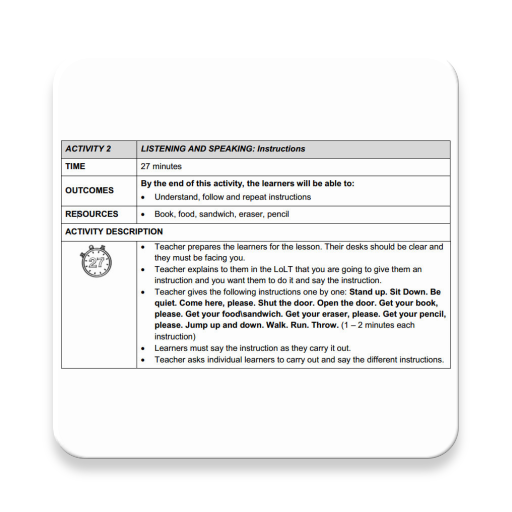 ACTIVITY 2 LISTENING AND SPEAKING: Instructions
TIME 27 minutes
OUTCOMES By the end of this activity, the learners will be able to:
• Understand, follow and repeat instructions
RESOURCES • Book, food, sandwich, eraser, pencil
ACTIVITY DESCRIPTION
27
• Teacher prepares the learners for the lesson. Their desks should be clear and
they must be facing you.
• Teacher explains to them in the LoLT that you are going to give them an
instruction and you want them to do it and say the instruction.
• Teacher gives the following instructions one by one: Stand up. Sit Down. Be
quiet. Come here, please. Shut the door. Open the door. Get your book,
please. Get your food\sandwich. Get your eraser, please. Get your pencil,
please. Jump up and down. Walk. Run. Throw. (1 – 2 minutes each
instruction)
• Learners must say the instruction as they carry it out.
• Teacher asks individual learners to carry out and say the different instructions.